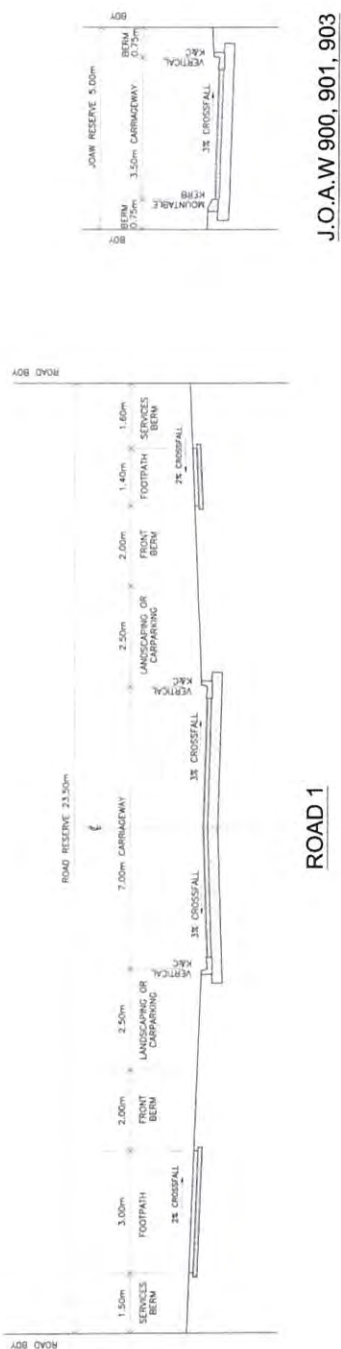 ROAD BDY
ROAD RESERVE 23.50m
ROAD BDY
1.50m
3.00m
2.00m
2.50m
7.00m CARRIAGEWAY
2.50m
2.00m
1.40m
1.60m
SERVICES
BERM
FOOTPATH
FRONT
BERM
LANDSCAPING OR
CARPARKING
VERTICAL
K&C
VERTICAL
K&C
LANDSCAPING OR
CARPARKING
FRONT
BERM
FOOTPATH
SERVICES
BERM
2% CROSSFALL
3% CROSSFALL
3% CROSSFALL
2% CROSSFALL
ROAD 1
BDY
JOAW RESERVE 5.00m
BDY
BERM
0.75m
3.50m CARRIAGEWAY
BERM
0.75m
MOUNTABLE
KERB
VERTICAL
K&C
3% CROSSFALL
J.O.A.W 900, 901, 903